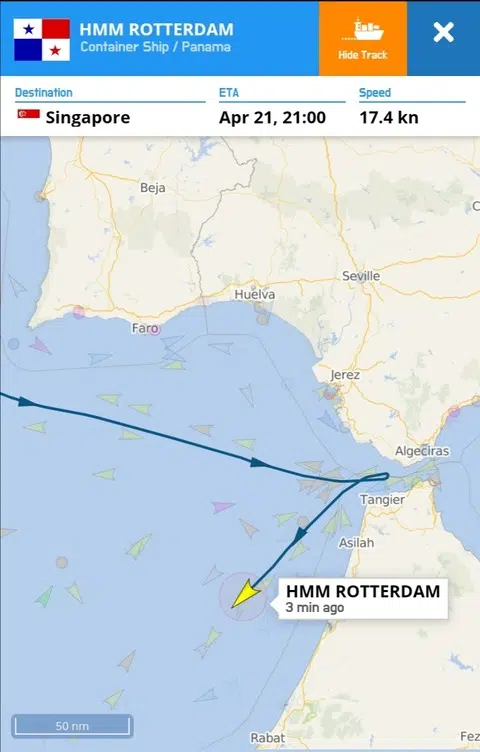 HMM ROTTERDAM
Container Ship / Panama
Hide Track
Destination
ETA
Speed
Singapore
Apr 21, 21:00
17.4 kn
Beja
Seville
Huelva
Faro
Jerez
Algeciras
Tangier
Asilah
HMM ROTTERDAM
3 min ago
50 nm
Rabat
Fez